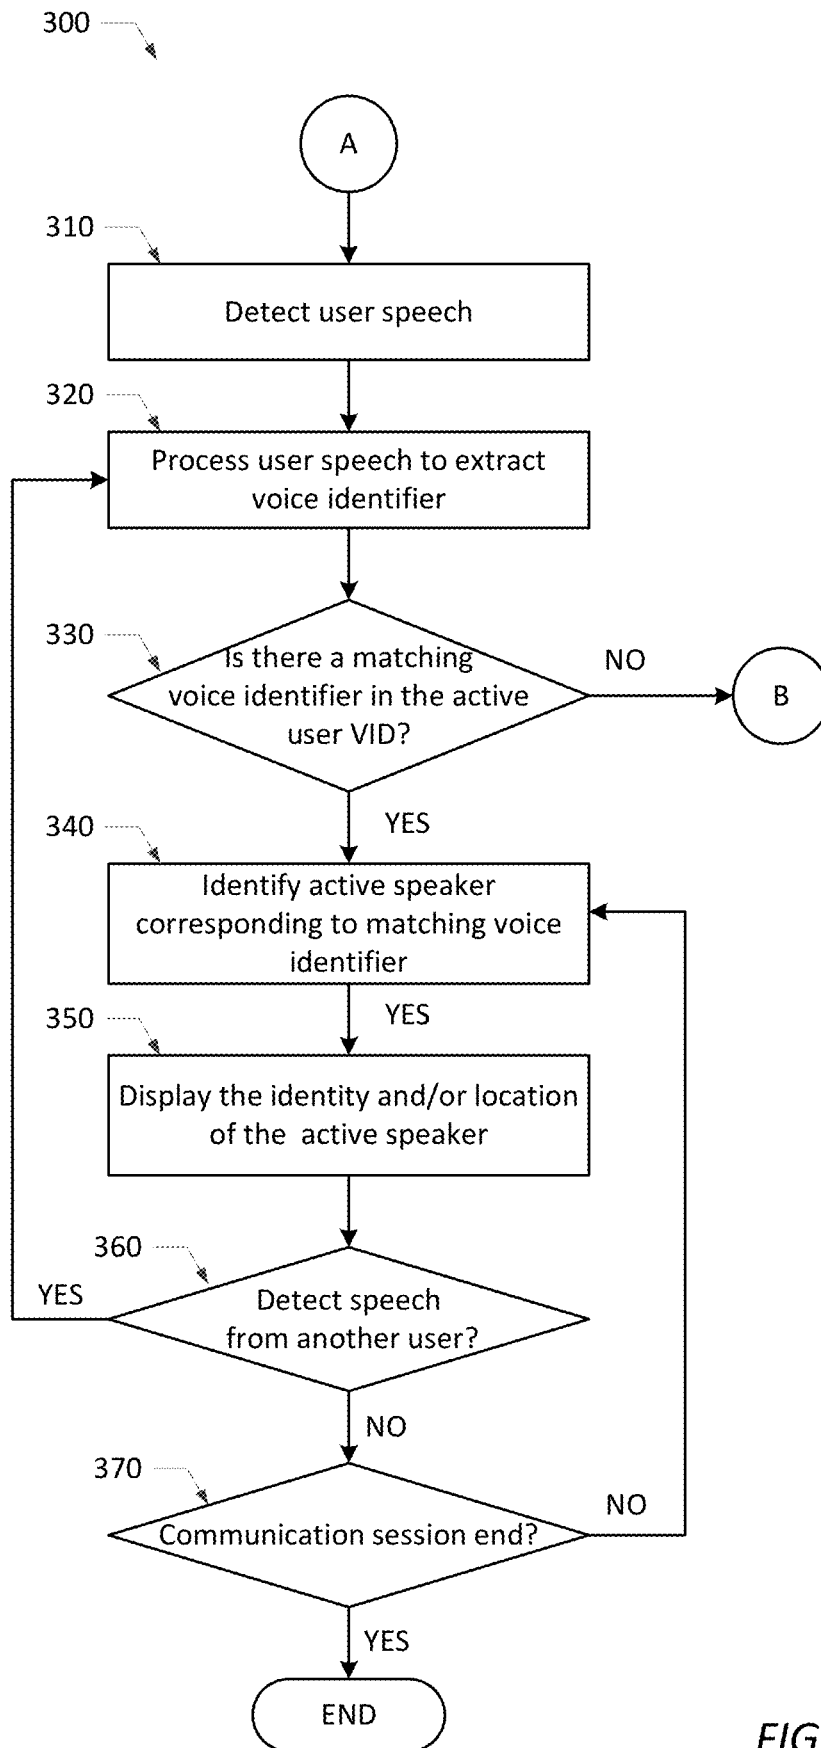 300
A
310
Detect user speech
320
Process user speech to extract
voice identifier
330
Is there a matching
voice identifier in the active
user VID?
NO
B
YES
340
Identify active speaker
corresponding to matching voice
identifier
YES
350
Display the identity and/or location
of the active speaker
360
YES
Detect speech
from another user?
NO
370
NO
Communication session end?
YES
END
FIG